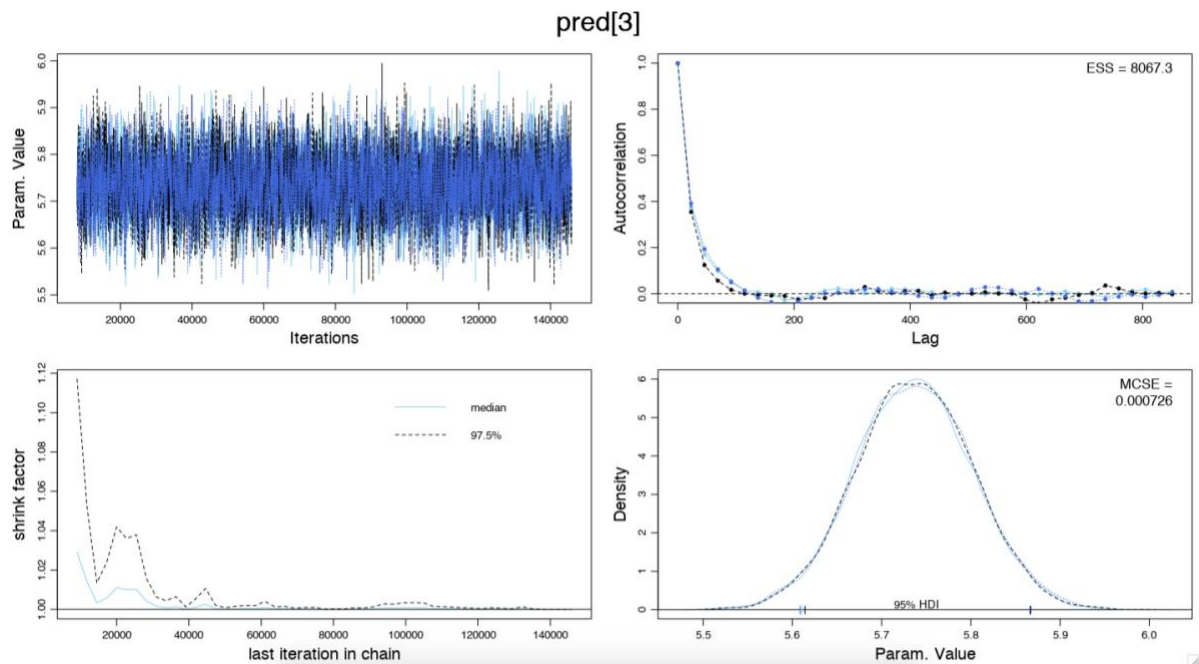 pred[3]
Param. Value
6.0
5.9
5.8
5.7
5.6
5.5
20000 40000 60000 80000 100000 120000 140000
Iterations
Autocorrelation
1.0
0.8
0.6
0.4
0.2
0.0
ESS = 8067.3
0 200 400 600 800
Lag
shrink factor
1.12
1.10
1.08
1.06
1.04
1.02
1.00
median
97.5%
20000 40000 60000 80000 100000 120000 140000
last iteration in chain
Density
6
5
4
3
2
1
0
MCSE =
0.000726
95% HDI
5.5 5.6 5.7 5.8 5.9 6.0
Param. Value